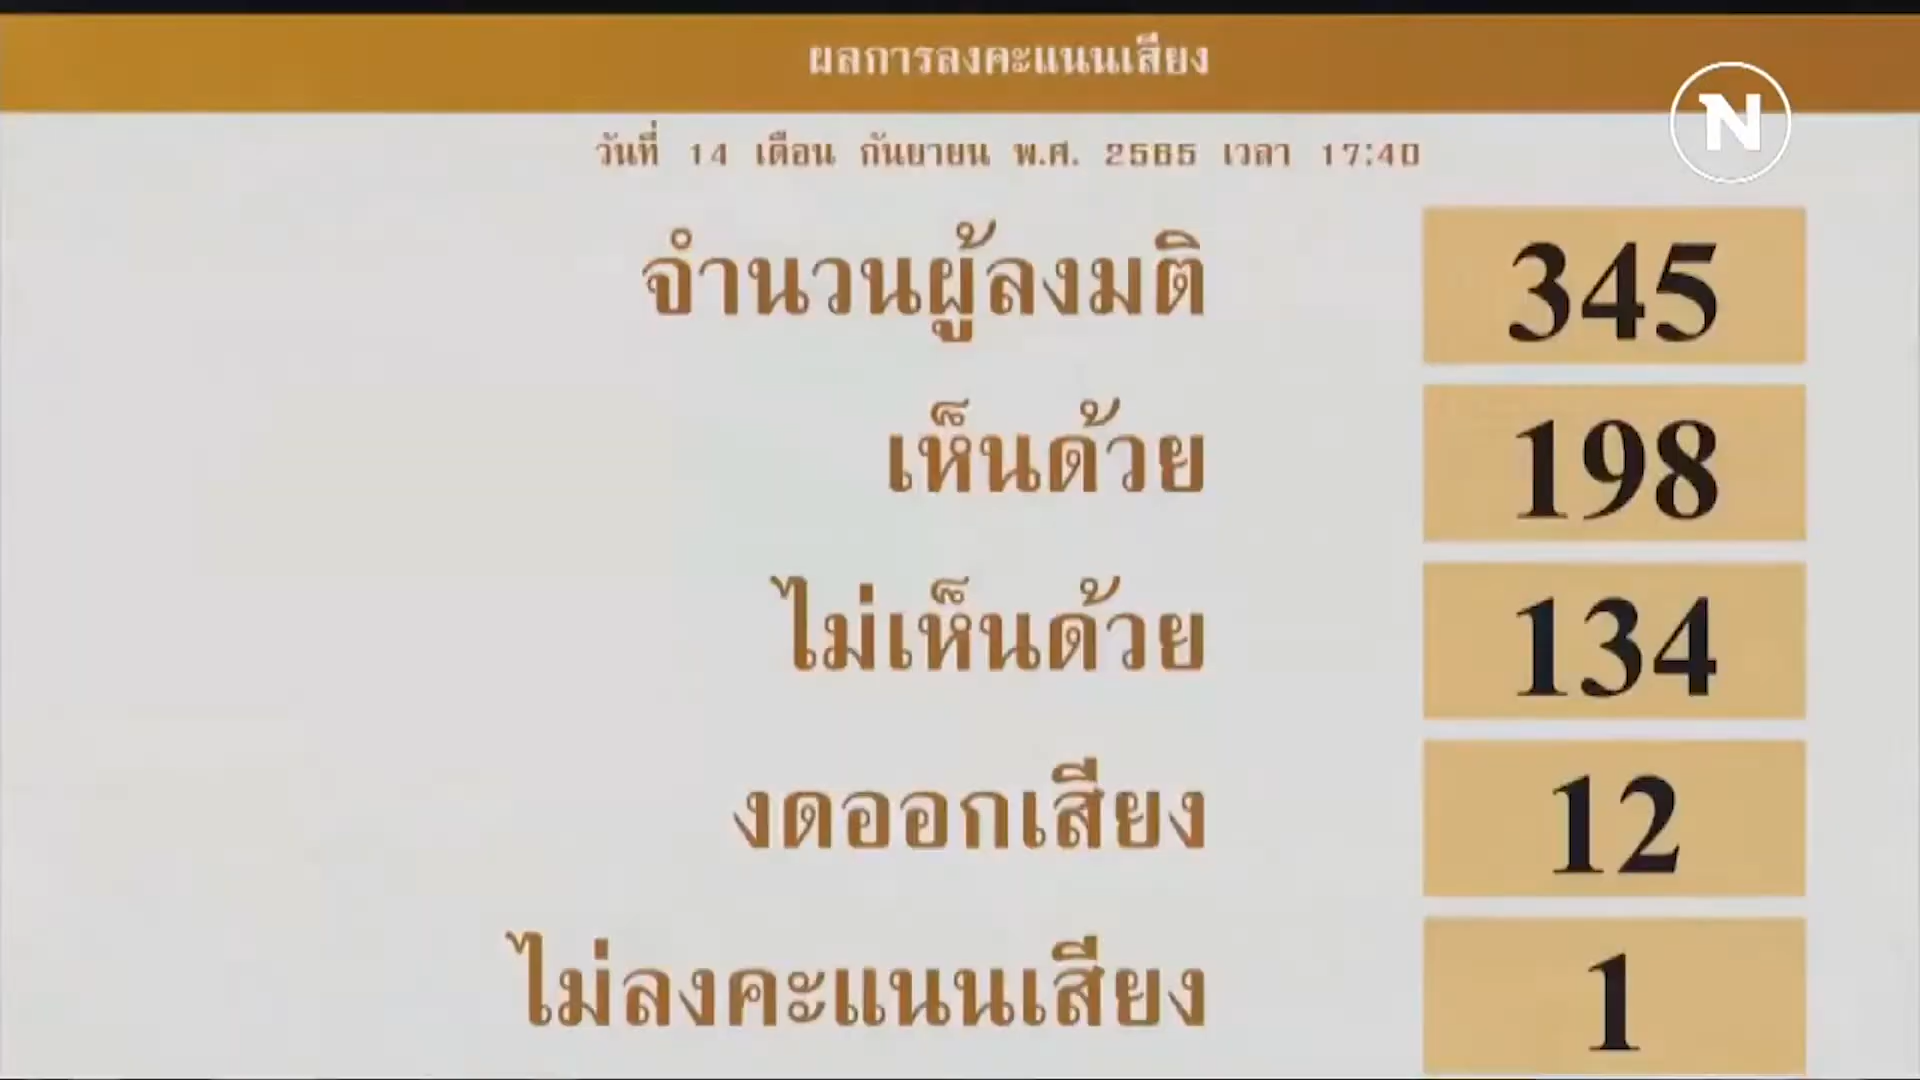 ผลการลงคะแนนเสียง
N
วันที่ 14 เดือน กันยายน พ.ศ. 2565 เวลา 17:40
จำนวนผู้ลงมติ 345
เห็นด้วย 198
ไม่เห็นด้วย 134
งดออกเสียง 12
ไม่ลงคะแนนเสียง 1